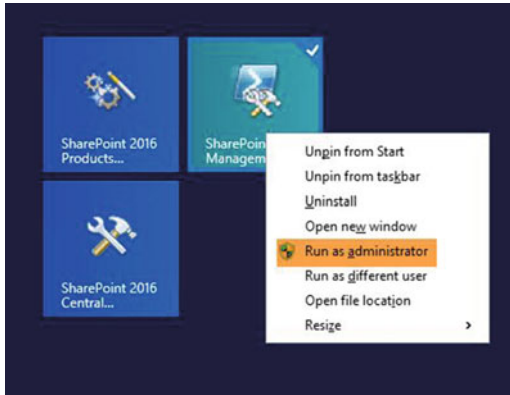 SharePoint 2016
Products...
SharePoin
Managem
SharePoint 2016
Central...
Unpin from Start
Unpin from taskbar
Uninstall
Open new window
Run as administrator
Run as different user
Open file location
Resize